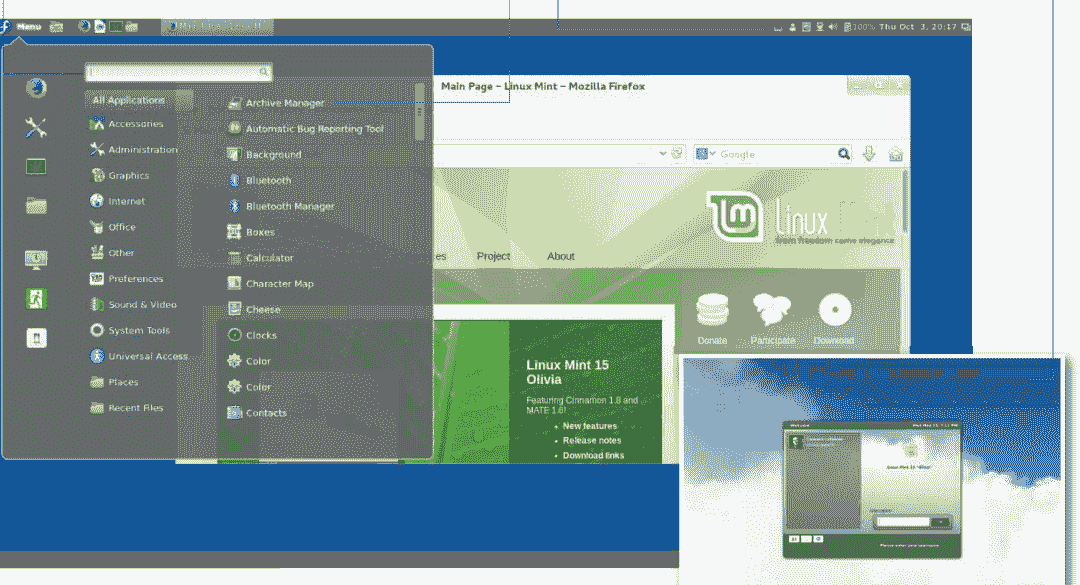 Menu
100% Thu Oct 3, 20:17
Main Page – Linux Mint – Mozilla Firefox
All Applications
Accessories
Administration
Graphics
Internet
Office
Other
Preferences
Sound & Video
System Tools
Universal Access
Places
Recent Files
Archive Manager
Automatic Bug Reporting Tool
Background
Bluetooth
Bluetooth Manager
Boxes
Calculator
Character Map
Cheese
Clocks
Color
Color
Contacts
Google
Linux
from freedom came elegance
es Project About
Donate Participate Download
Linux Mint 15
Olivia
Featuring Cinnamon 1.8 and
MATE 1.6!
• New features
• Release notes
• Download links